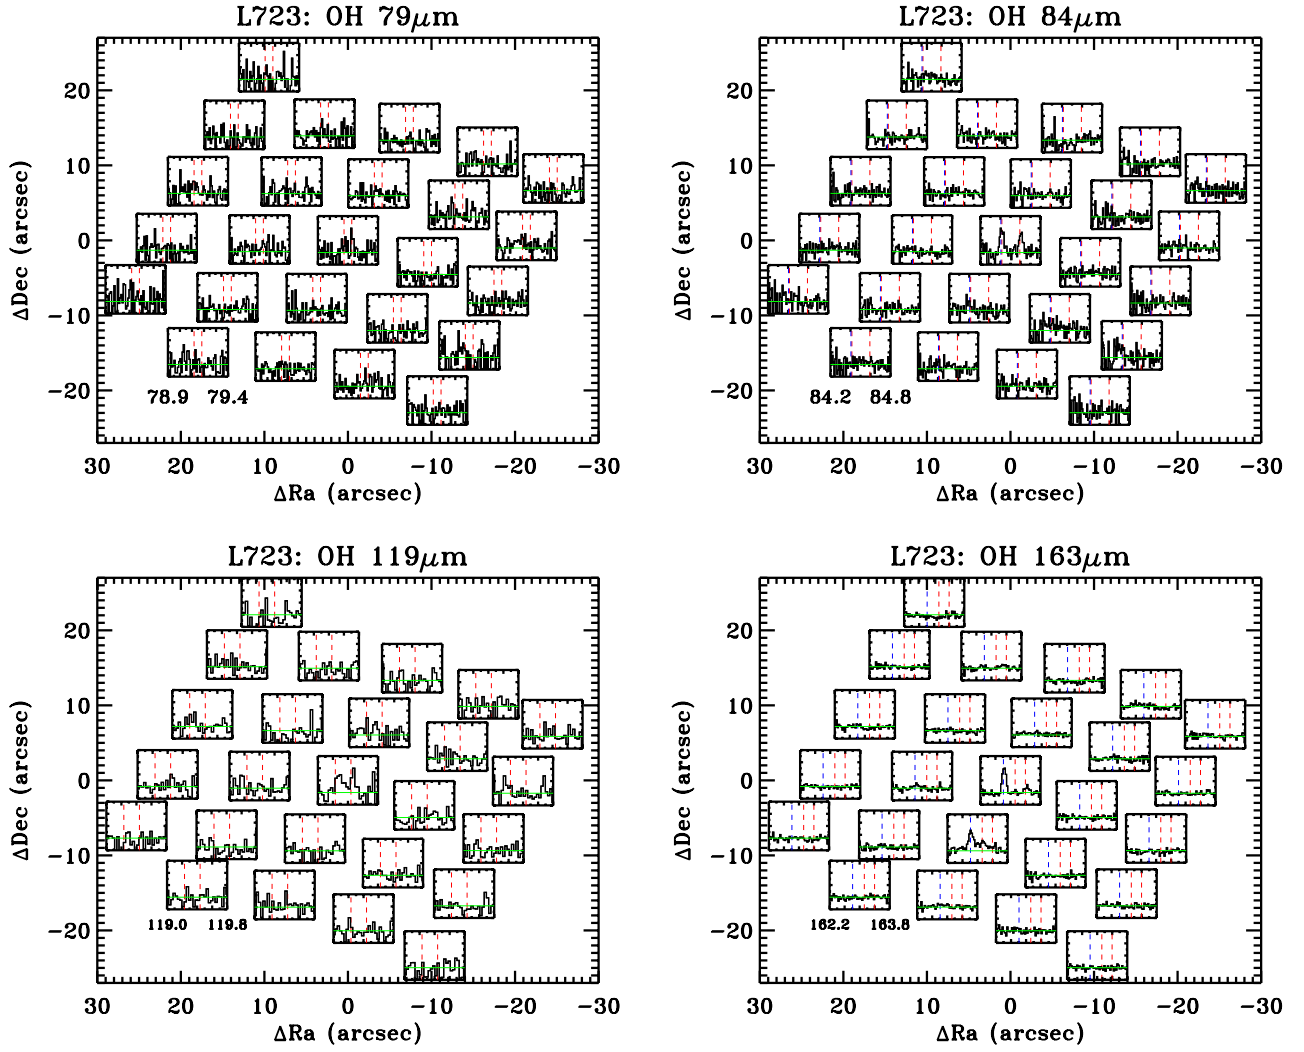 L723: OH 79μm
L723: OH 84μm
ΔDec (arcsec)
20
10
0
−10
−20
78.9 79.4
30 20 10 0 −10 −20 −30
ΔRa (arcsec)
ΔDec (arcsec)
20
10
0
−10
−20
84.2 84.8
30 20 10 0 −10 −20 −30
ΔRa (arcsec)
L723: OH 119μm
L723: OH 163μm
ΔDec (arcsec)
20
10
0
−10
−20
119.0 119.8
30 20 10 0 −10 −20 −30
ΔRa (arcsec)
ΔDec (arcsec)
20
10
0
−10
−20
162.2 163.8
30 20 10 0 −10 −20 −30
ΔRa (arcsec)